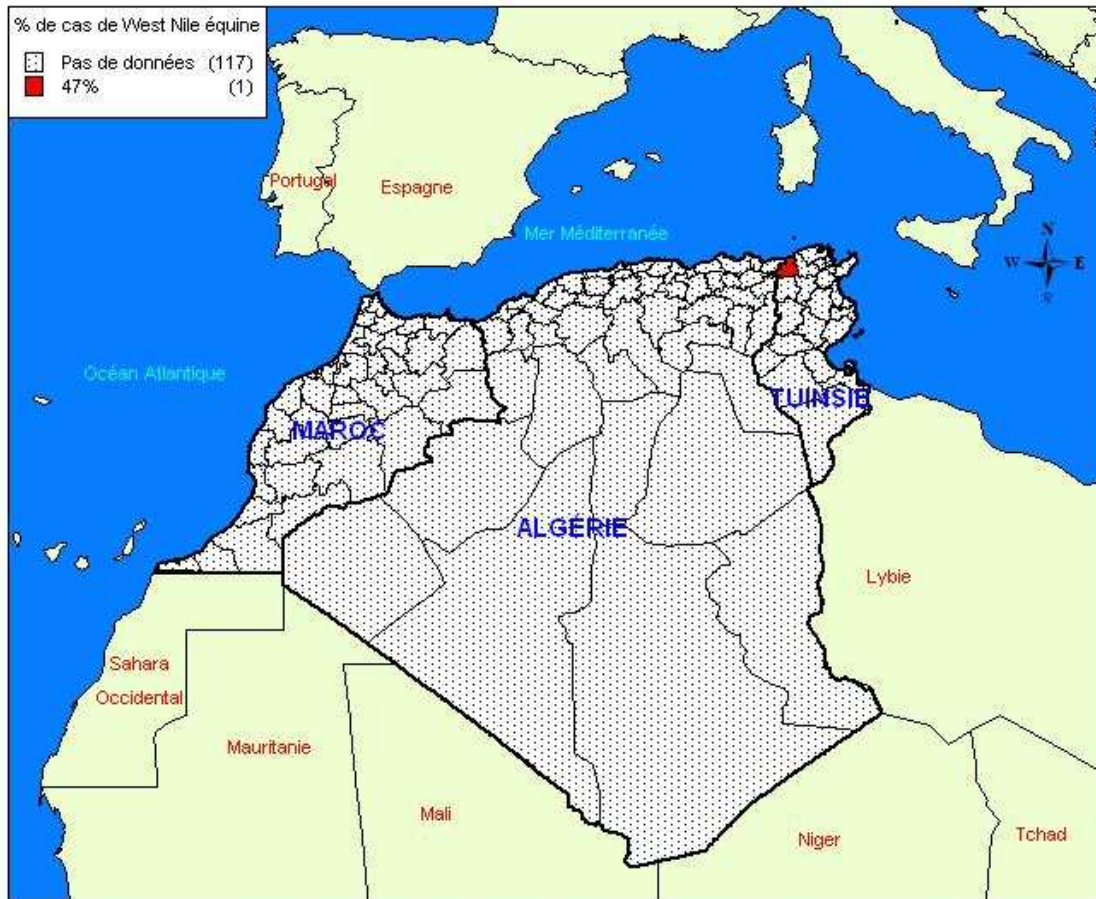 % de cas de West Nile équine
Pas de données (117)
47% (1)
Portugal
Espagne
Mer Méditerranée
N
W E
S
Océan Atlantique
TUINSIE
MAROC
ALGÉRIE
Lybie
Sahara
Occidental
Mauritanie
Mali
Niger
Tchad